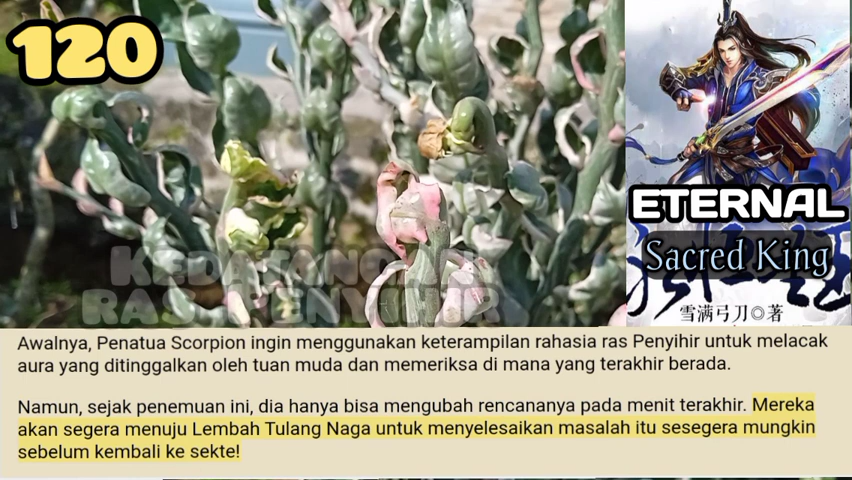 120
ETERNAL
Sacred King
雪满弓刀◎著
KEDATANGAN
RAS PENYIHIR
Awalnya, Penatua Scorpion ingin menggunakan keterampilan rahasia ras Penyihir untuk melacak
aura yang ditinggalkan oleh tuan muda dan memeriksa di mana yang terakhir berada.
Namun, sejak penemuan ini, dia hanya bisa mengubah rencananya pada menit terakhir. Mereka
akan segera menuju Lembah Tulang Naga untuk menyelesaikan masalah itu sesegera mungkin
sebelum kembali ke sekte!